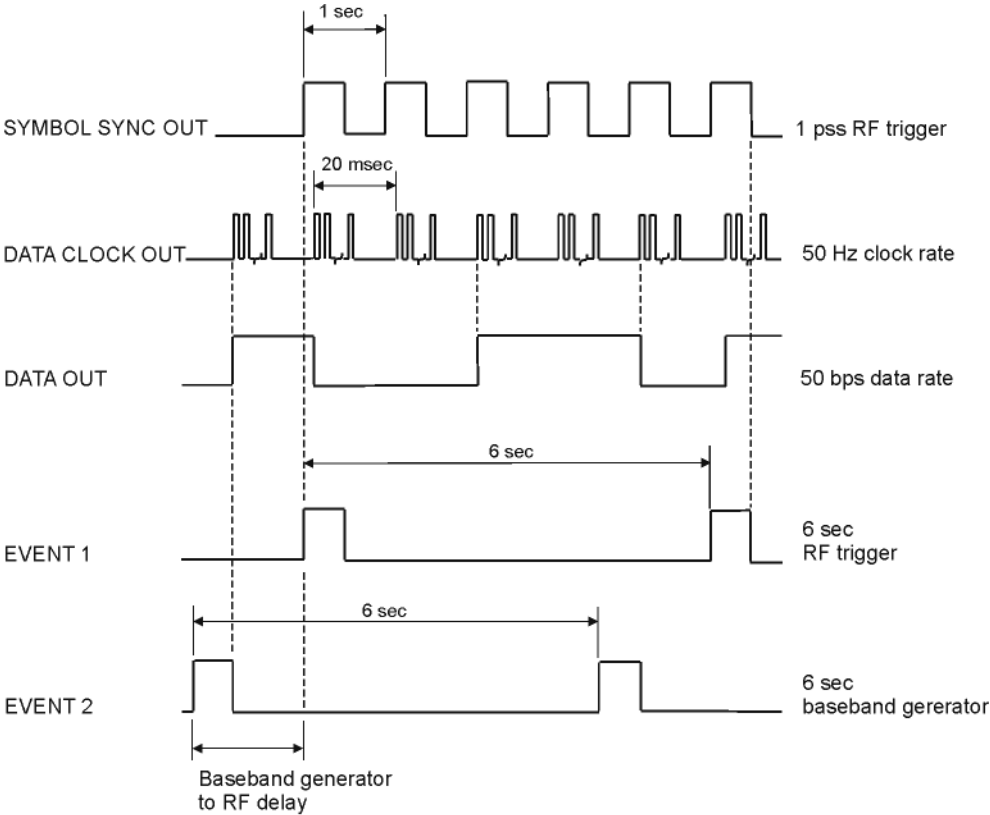 1 sec
SYMBOL SYNC OUT
1 pss RF trigger
20 msec
DATA CLOCK OUT
50 Hz clock rate
DATA OUT
50 bps data rate
6 sec
EVENT 1
6 sec
RF trigger
6 sec
EVENT 2
6 sec
baseband gererator
Baseband generator
to RF delay